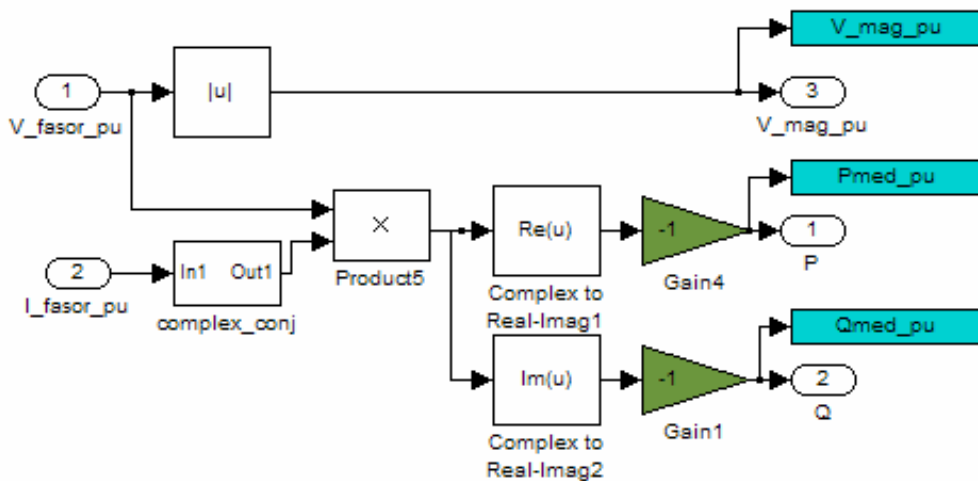 V_mag_pu
1
|u|
3
V_fasor_pu
V_mag_pu
Pmed_pu
×
Re(u)
-1
1
2
In1 Out1
Product5
P
I_fasor_pu
complex_conj
Complex to
Real-Imag1
Gain4
Qmed_pu
Im(u)
-1
2
Q
Complex to
Real-Imag2
Gain1